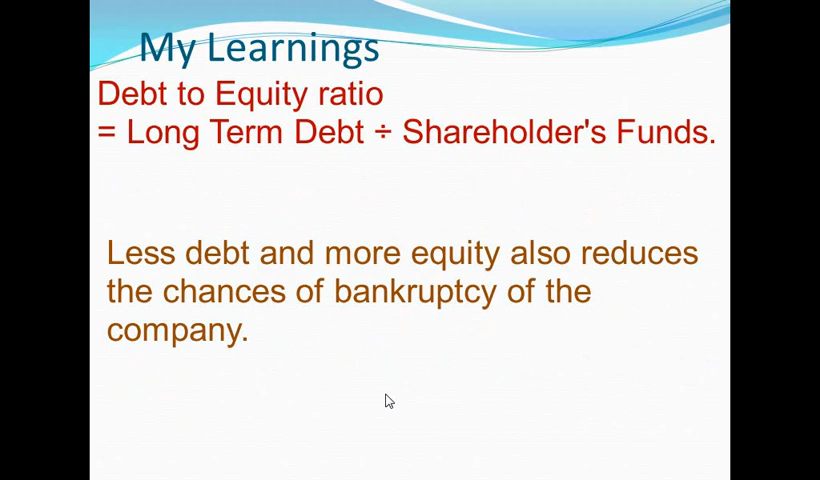 My Learnings
Debt to Equity ratio
= Long Term Debt ÷ Shareholder's Funds.
Less debt and more equity also reduces
the chances of bankruptcy of the
company.